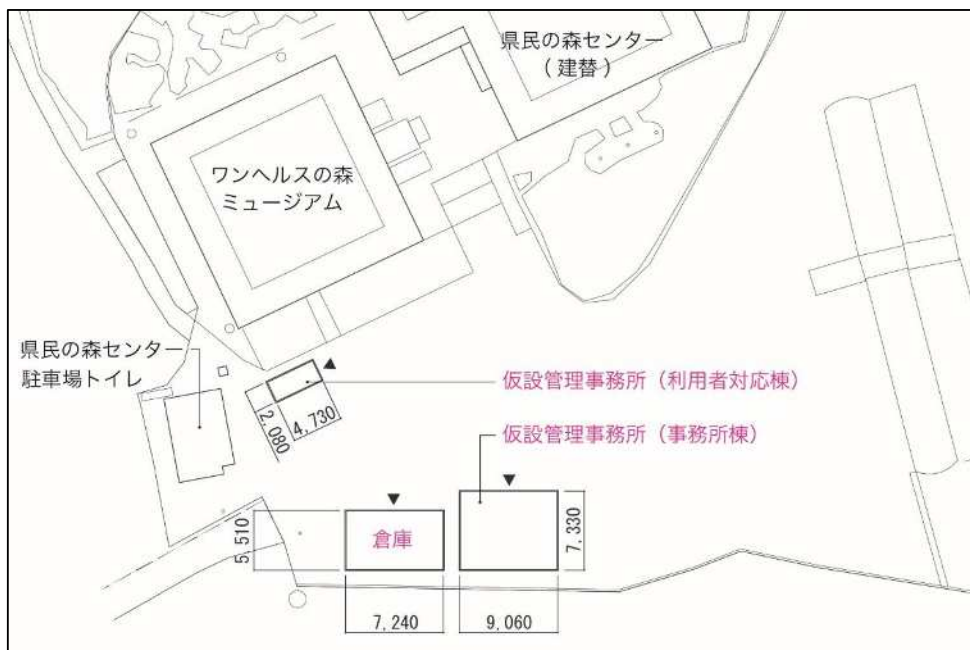 県民の森センター
（建替）
ワンヘルスの森
ミュージアム
県民の森センター
駐車場トイレ
仮設管理事務所（利用者対応棟）
2,080
4,730
仮設管理事務所（事務所棟）
5,510
倉庫
7,330
7,240
9,060